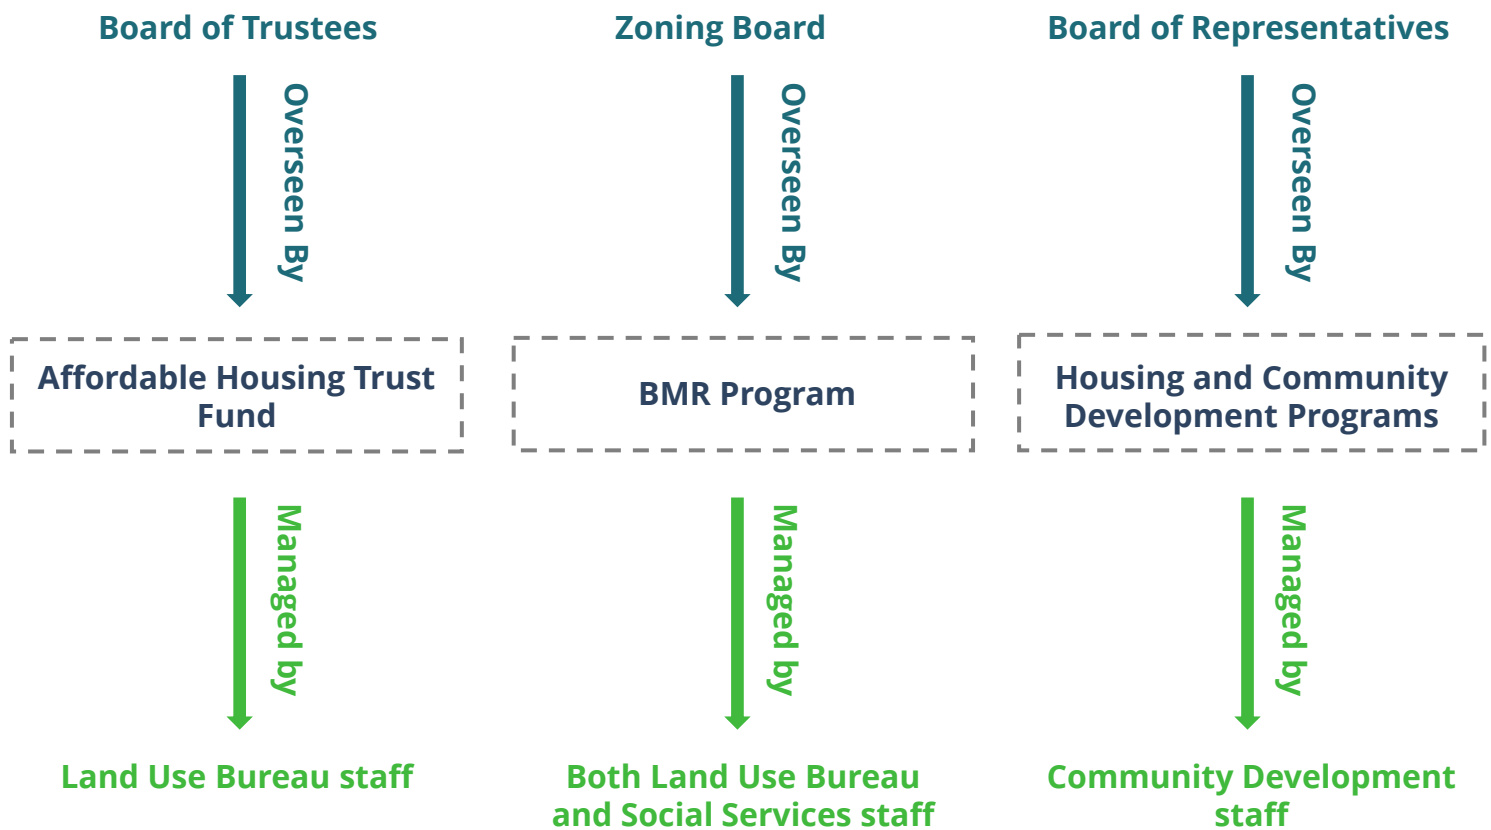 Board of Trustees
Zoning Board
Board of Representatives
Overseen By
Overseen By
Overseen By
Affordable Housing Trust
Fund
BMR Program
Housing and Community
Development Programs
Managed by
Managed by
Managed by
Land Use Bureau staff
Both Land Use Bureau
and Social Services staff
Community Development
staff